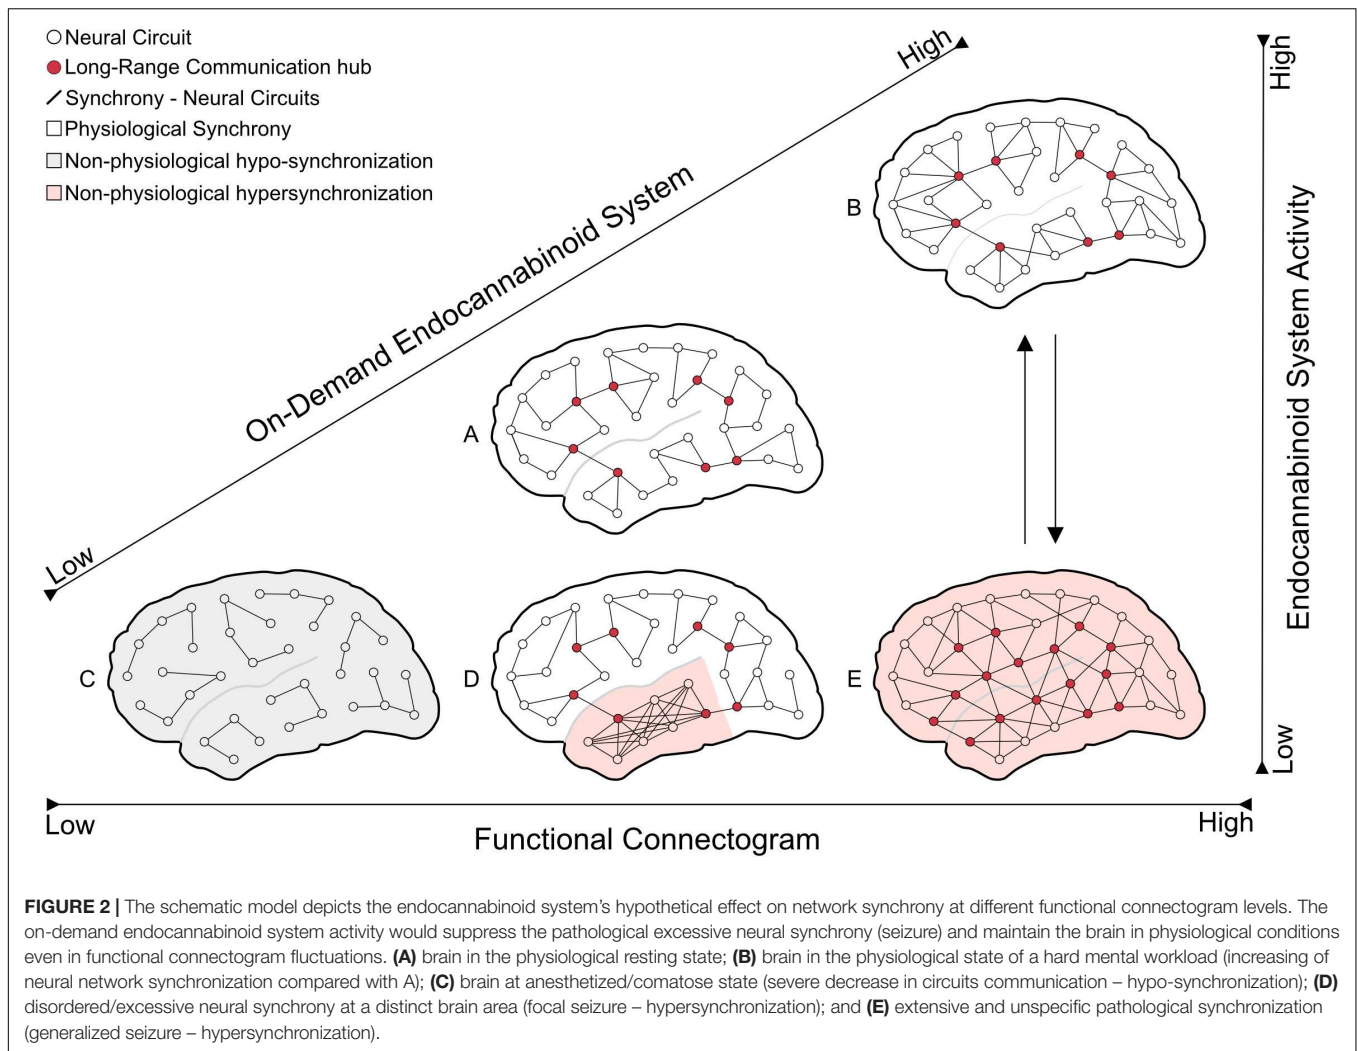 Neural Circuit
Long-Range Communication hub
Synchrony - Neural Circuits
Physiological Synchrony
Non-physiological hypo-synchronization
Non-physiological hypersynchronization
High
On-Demand Endocannabinoid System
Low
High
Endocannabinoid System Activity
Low
B
A
C
D
E
Low
High
Functional Connectogram
FIGURE 2 | The schematic model depicts the endocannabinoid system’s hypothetical effect on network synchrony at different functional connectogram levels. The
on-demand endocannabinoid system activity would suppress the pathological excessive neural synchrony (seizure) and maintain the brain in physiological conditions
even in functional connectogram fluctuations. (A) brain in the physiological resting state; (B) brain in the physiological state of a hard mental workload (increasing of
neural network synchronization compared with A); (C) brain at anesthetized/comatose state (severe decrease in circuits communication – hypo-synchronization); (D)
disordered/excessive neural synchrony at a distinct brain area (focal seizure – hypersynchronization); and (E) extensive and unspecific pathological synchronization
(generalized seizure – hypersynchronization).